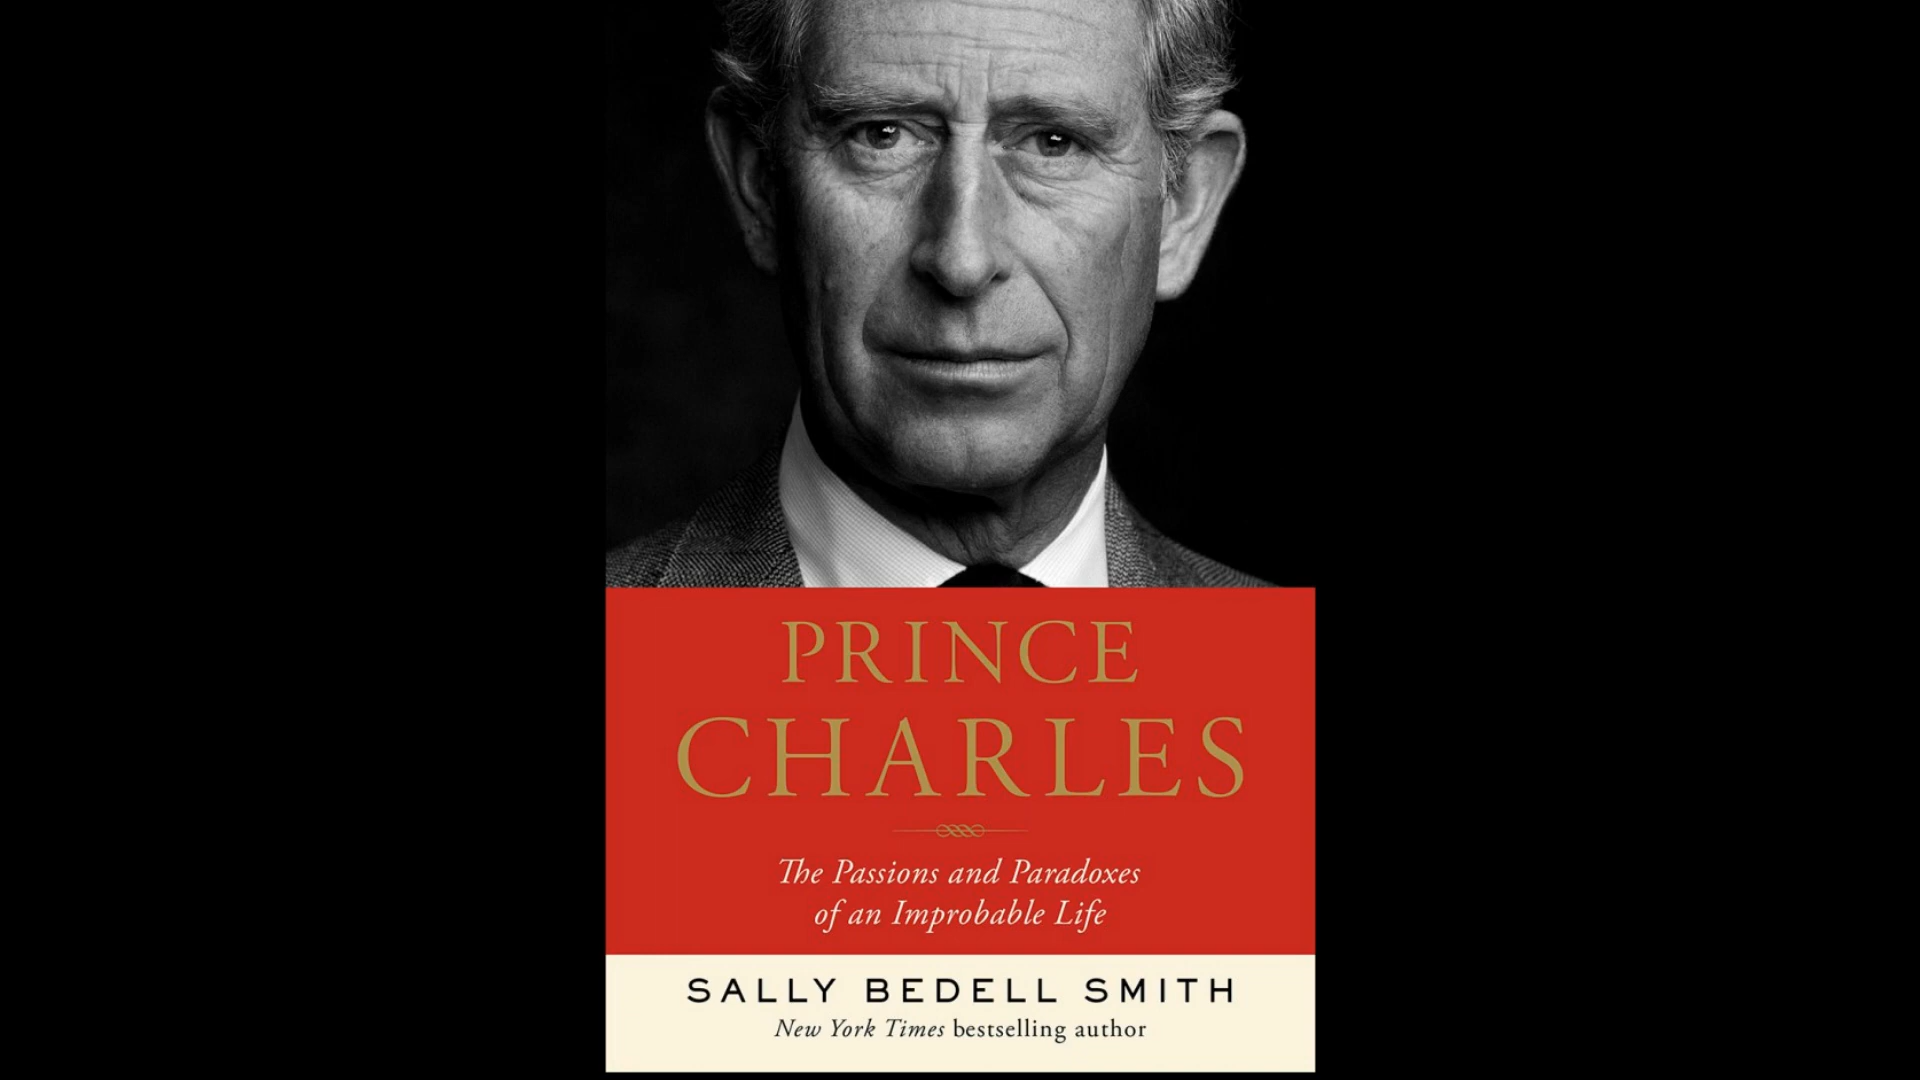 PRINCE
CHARLES
The Passions and Paradoxes
of an Improbable Life
SALLY BEDELL SMITH
New York Times bestselling author